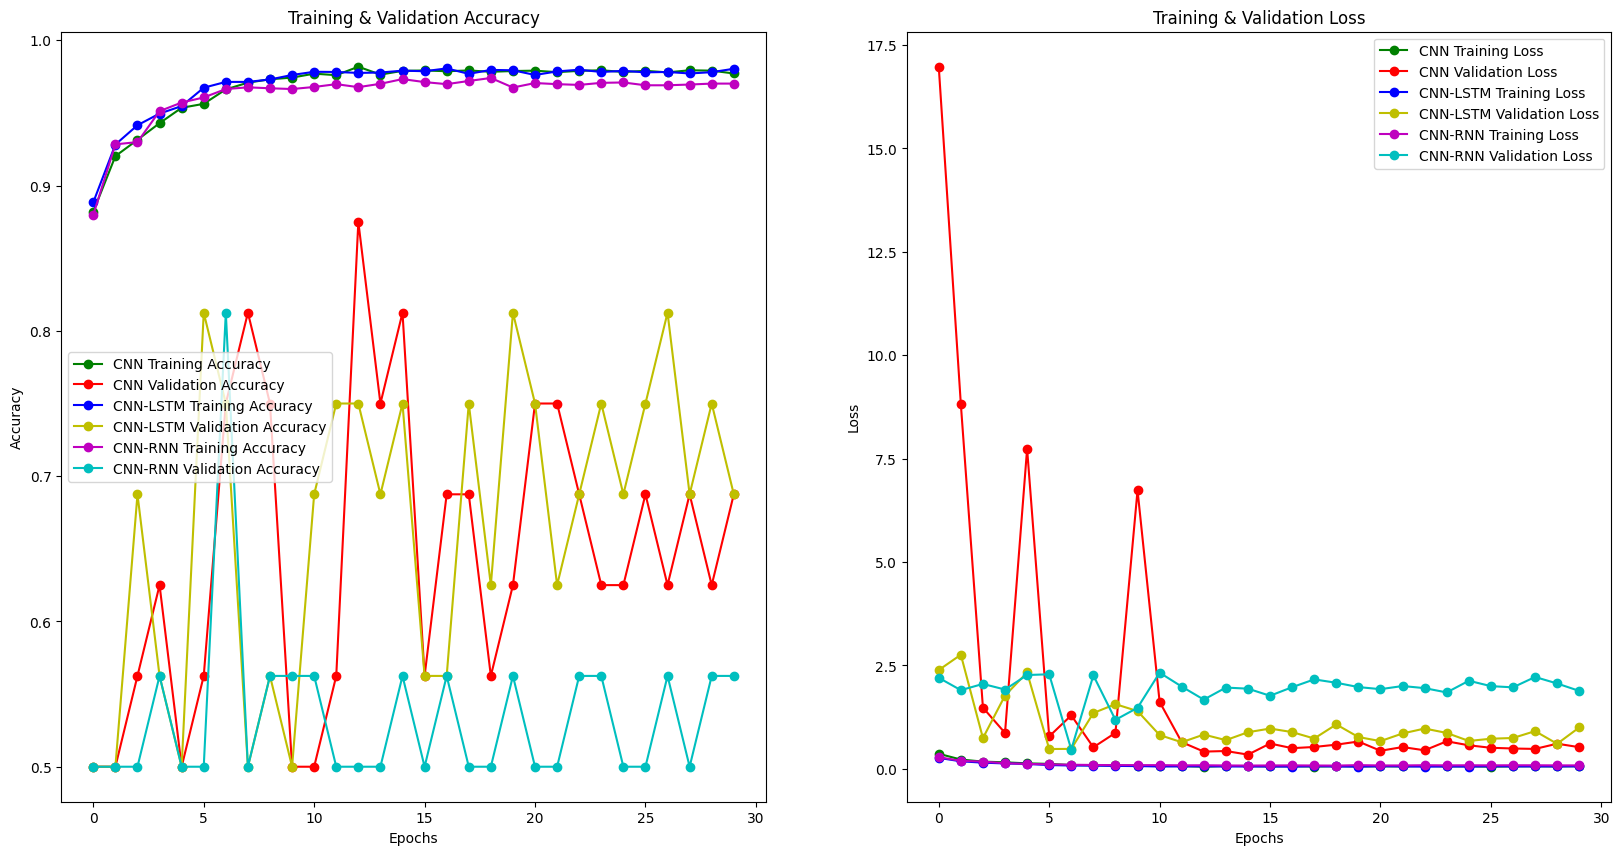 Training & Validation Accuracy
1.0
0.9
0.8
0.7
0.6
0.5
Accuracy
CNN Training Accuracy
CNN Validation Accuracy
CNN-LSTM Training Accuracy
CNN-LSTM Validation Accuracy
CNN-RNN Training Accuracy
CNN-RNN Validation Accuracy
0 5 10 15 20 25 30
Epochs
Training & Validation Loss
17.5
15.0
12.5
10.0
7.5
5.0
2.5
0.0
Loss
CNN Training Loss
CNN Validation Loss
CNN-LSTM Training Loss
CNN-LSTM Validation Loss
CNN-RNN Training Loss
CNN-RNN Validation Loss
0 5 10 15 20 25 30
Epochs